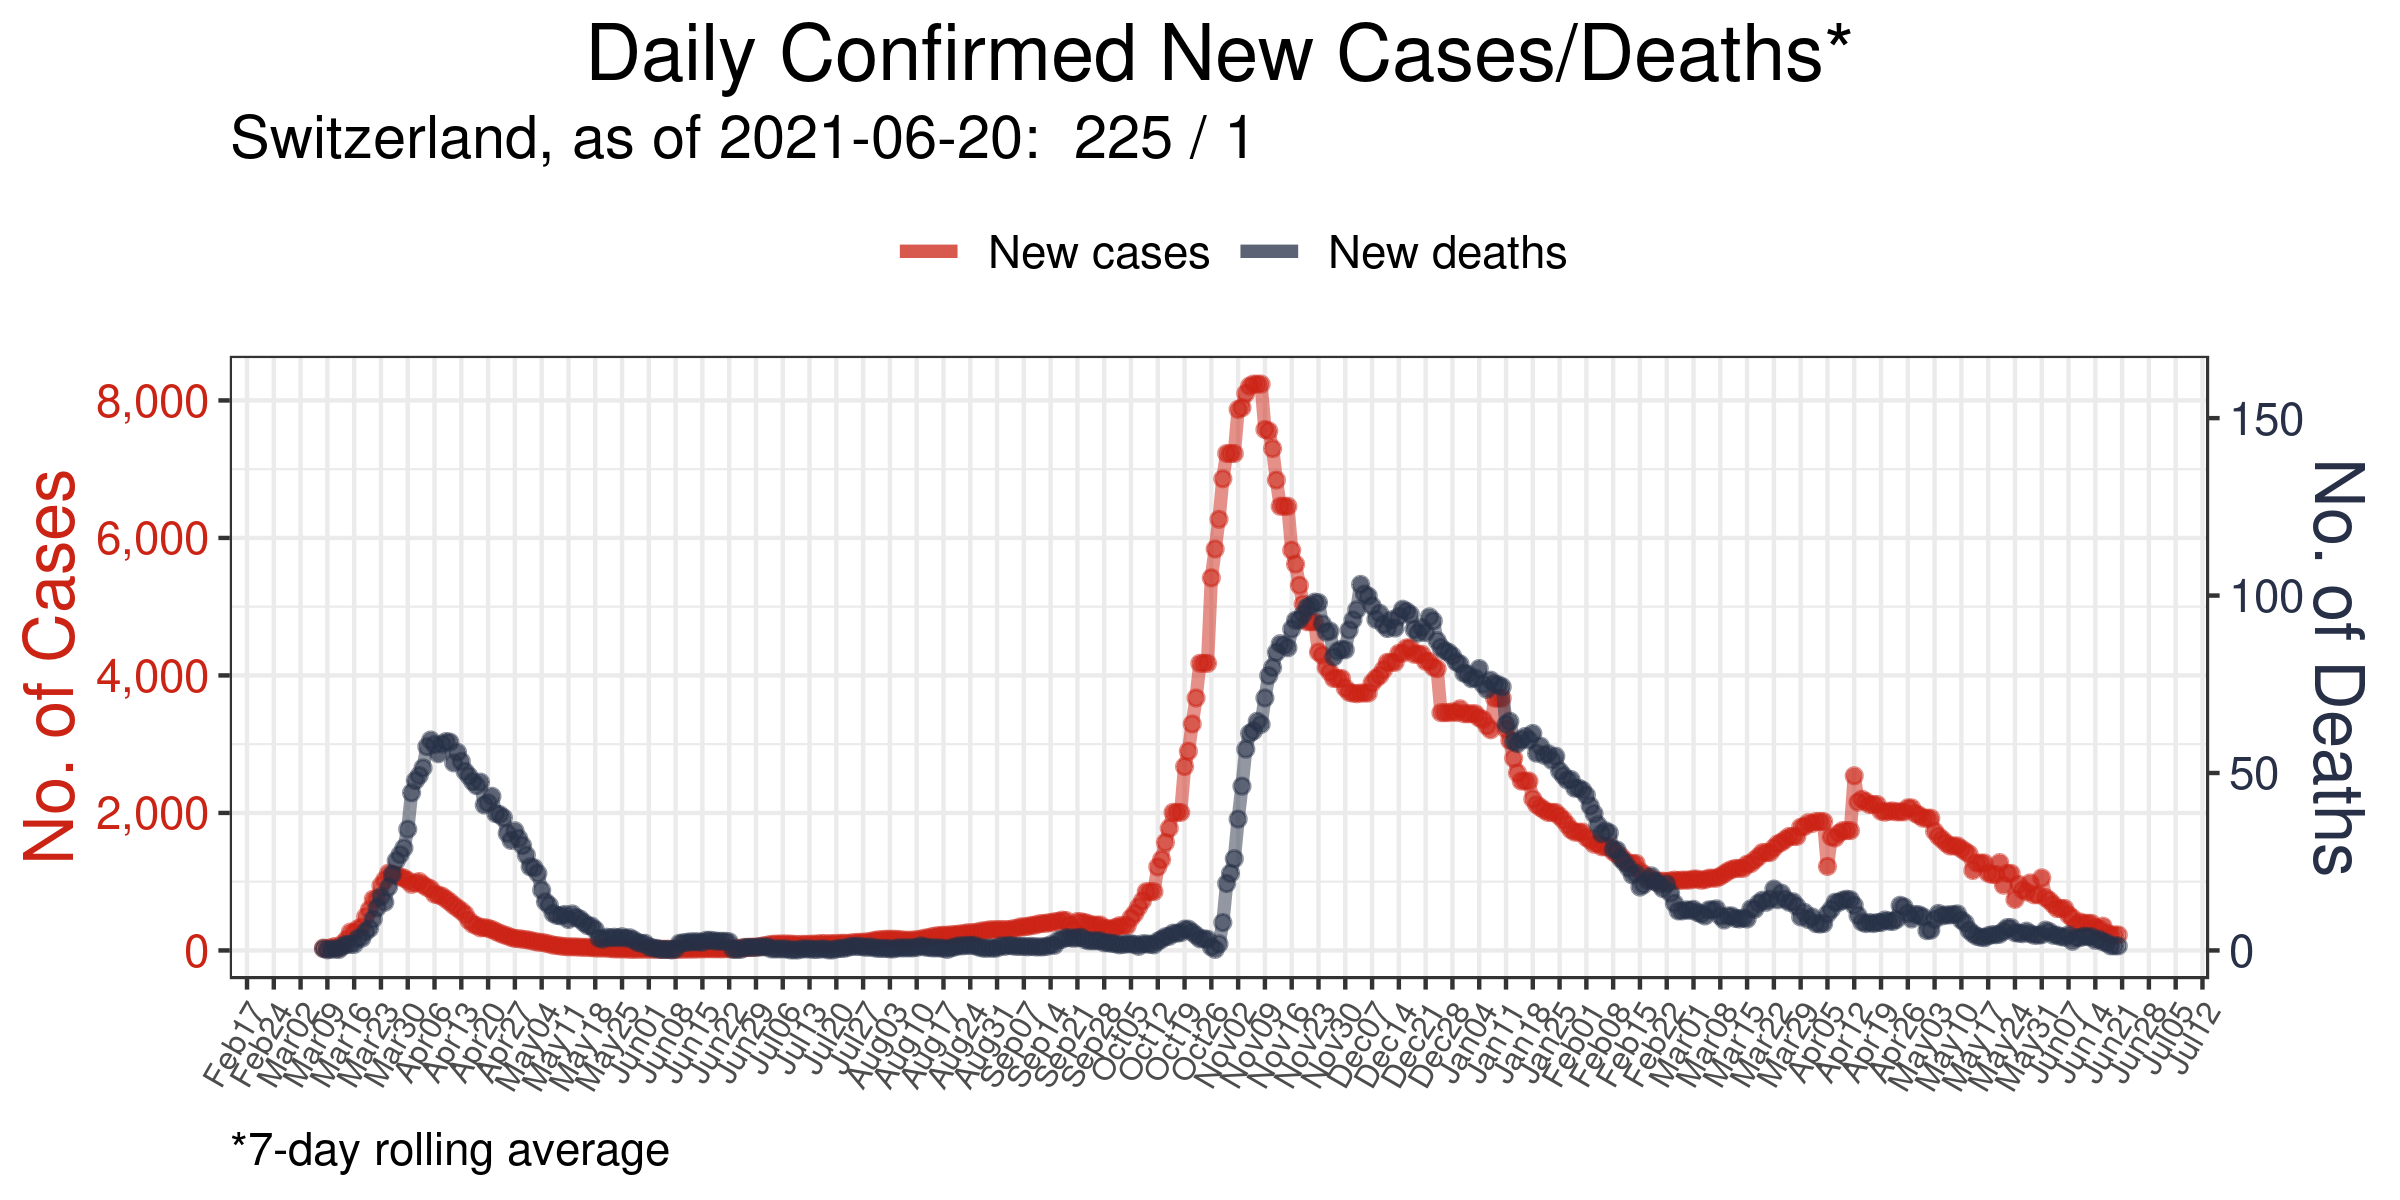 Daily Confirmed New Cases/Deaths*
Switzerland, as of 2021-06-20:  225 / 1
New cases
New deaths
No. of Cases
8,000
6,000
4,000
2,000
0
150
100
50
0
No. of Deaths
Feb17
Feb24
Mar02
Mar09
Mar16
Mar23
Mar30
Apr06
Apr13
Apr20
Apr27
May04
May11
May18
May25
Jun01
Jun08
Jun15
Jun22
Jun29
Jul06
Jul13
Jul20
Jul27
Aug03
Aug10
Aug17
Aug24
Aug31
Sep07
Sep14
Sep21
Sep28
Oct05
Oct12
Oct19
Oct26
Nov02
Nov09
Nov16
Nov23
Nov30
Dec07
Dec14
Dec21
Dec28
Jan04
Jan11
Jan18
Jan25
Feb01
Feb08
Feb15
Feb22
Mar01
Mar08
Mar15
Mar22
Mar29
Apr05
Apr12
Apr19
Apr26
May03
May10
May17
May24
May31
Jun07
Jun14
Jun21
Jun28
Jul05
Jul12
*7-day rolling average